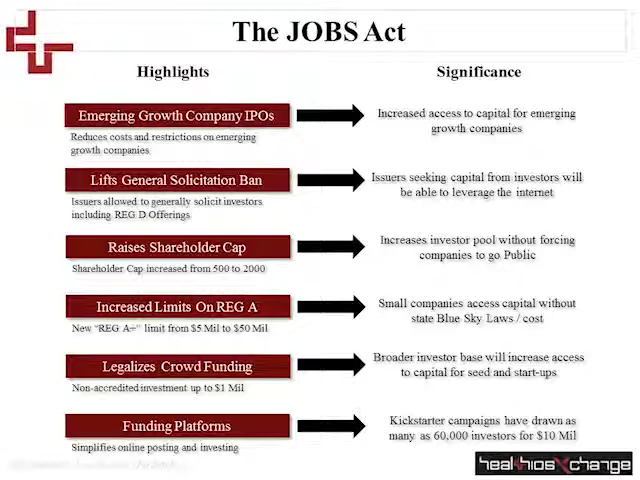 The JOBS Act
Highlights
Significance
Emerging Growth Company IPOs
Reduces costs and restrictions on emerging
growth companies
Increased access to capital for emerging
growth companies
Lifts General Solicitation Ban
Issuers allowed to generally solicit investors
including REG D Offerings
Issuers seeking capital from investors will
be able to leverage the internet
Raises Shareholder Cap
Shareholder Cap increased from 500 to 2000
Increases investor pool without forcing
companies to go Public
Increased Limits On REG A
New “REG A+” limit from $5 Mil to $50 Mil
Small companies access capital without
state Blue Sky Laws / cost
Legalizes Crowd Funding
Non-accredited investment up to $1 Mil
Broader investor base will increase access
to capital for seed and start-ups
Funding Platforms
Simplifies online posting and investing
Kickstarter campaigns have drawn as
many as 60,000 investors for $10 Mil
HealthiosXchange